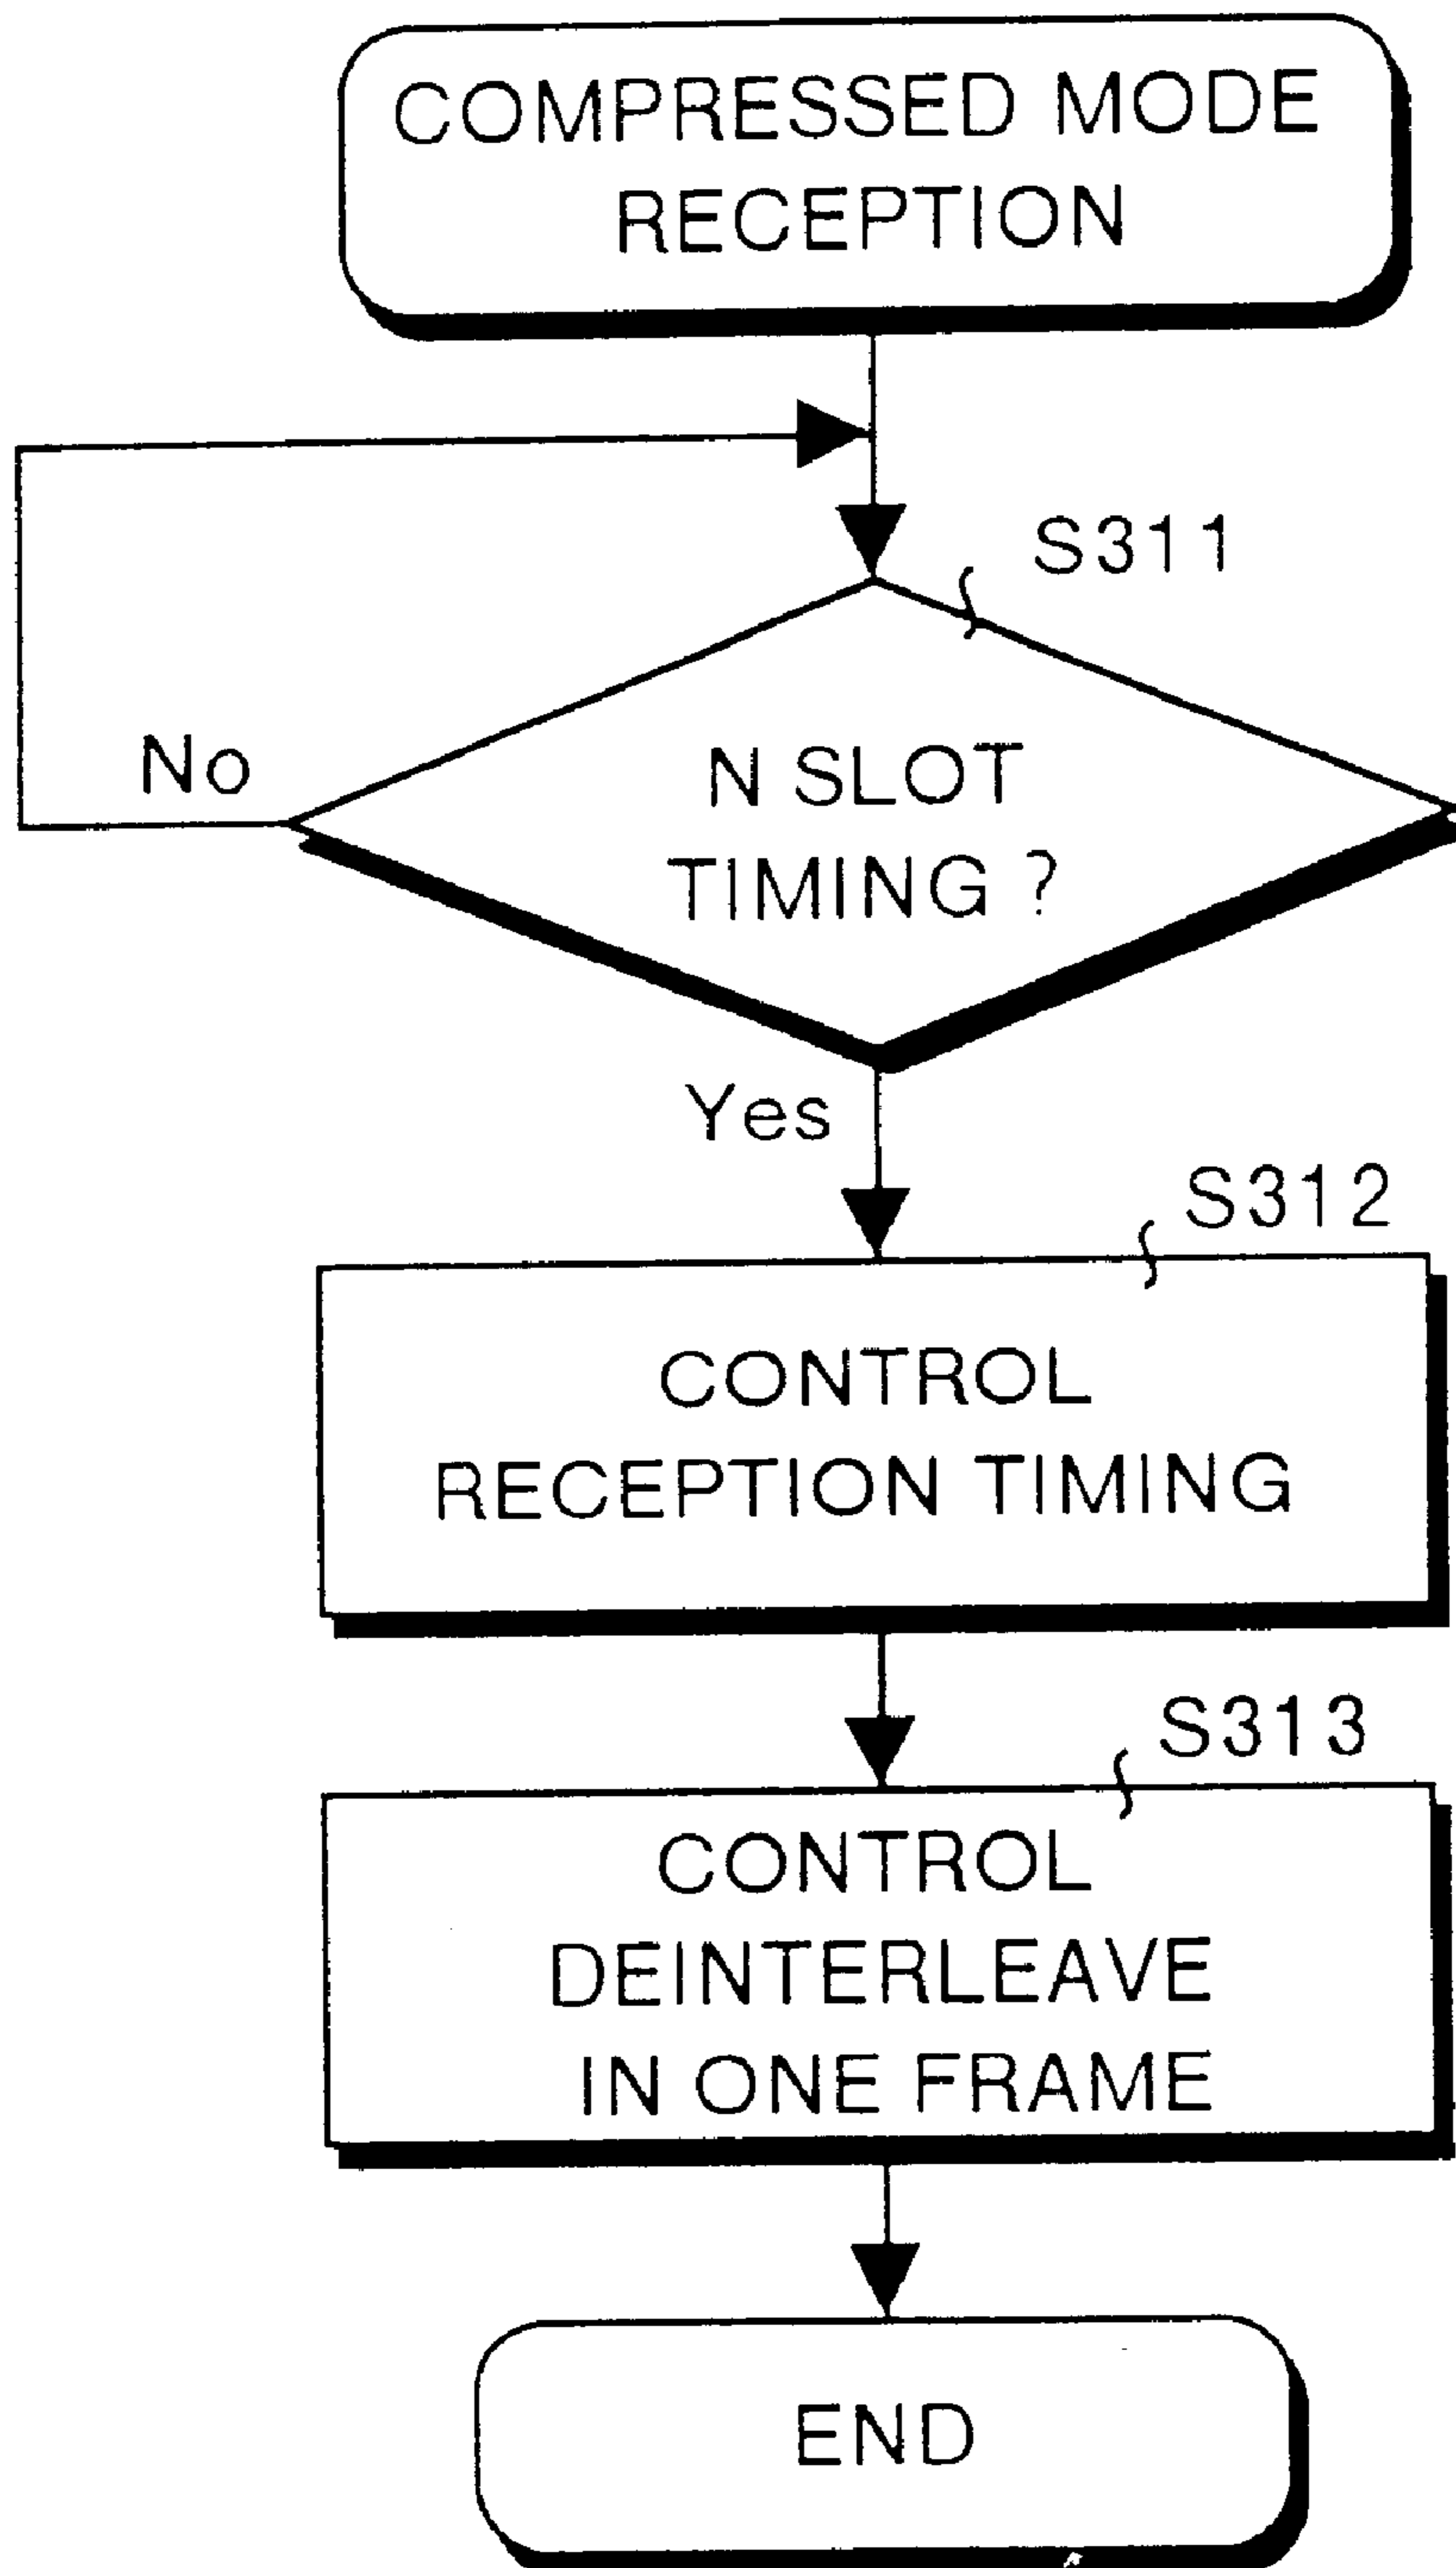 COMPRESSED MODE
RECEPTION
S311
No
N SLOT
TIMING ?
Yes
S312
CONTROL
RECEPTION TIMING
S313
CONTROL
DEINTERLEAVE
IN ONE FRAME
END